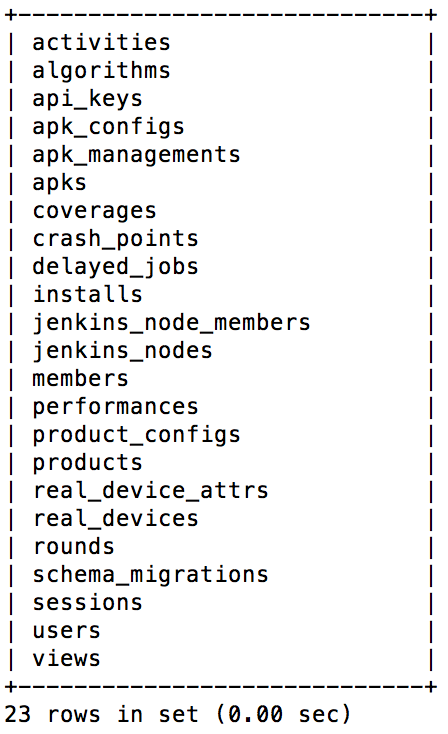 +------------------------------+
| activities                   |
| algorithms                   |
| api_keys                     |
| apk_configs                  |
| apk_managements              |
| apks                         |
| coverages                    |
| crash_points                 |
| delayed_jobs                 |
| installs                     |
| jenkins_node_members         |
| jenkins_nodes                |
| members                      |
| performances                 |
| product_configs              |
| products                     |
| real_device_attrs            |
| real_devices                 |
| rounds                       |
| schema_migrations            |
| sessions                     |
| users                        |
| views                        |
+------------------------------+
23 rows in set (0.00 sec)